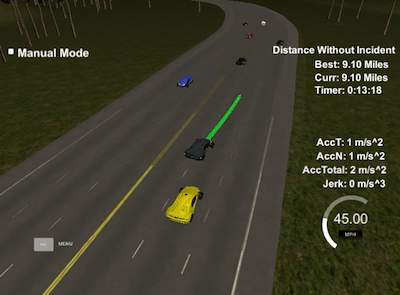 Manual Mode
Distance Without Incident
Best: 9.10 Miles
Curr: 9.10 Miles
Timer: 0:13:18
AccT: 1 m/s^2
AccN: 1 m/s^2
AccTotal: 2 m/s^2
Jerk: 0 m/s^3
45.00
MPH
MENU